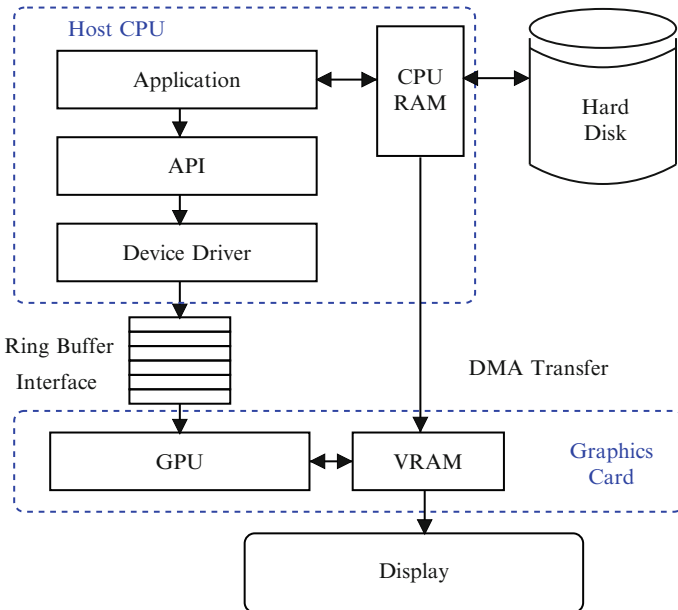 Host CPU
Application
CPU
RAM
Hard
Disk
API
Device Driver
Ring Buffer
Interface
DMA Transfer
GPU
VRAM
Graphics
Card
Display